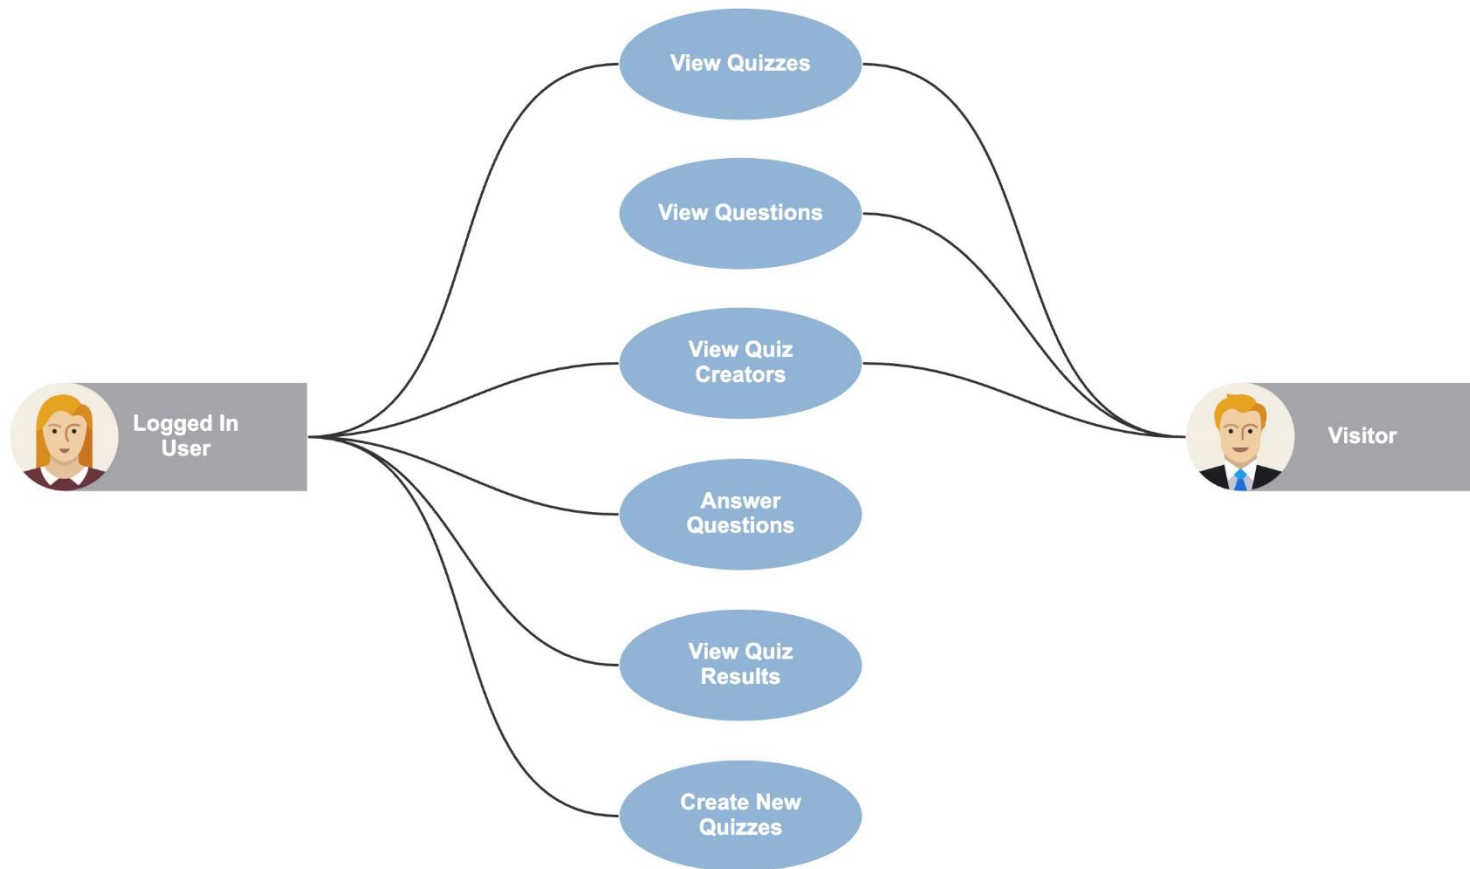 View Quizzes
View Questions
View Quiz
Creators
Logged In
User
Visitor
Answer
Questions
View Quiz
Results
Create New
Quizzes